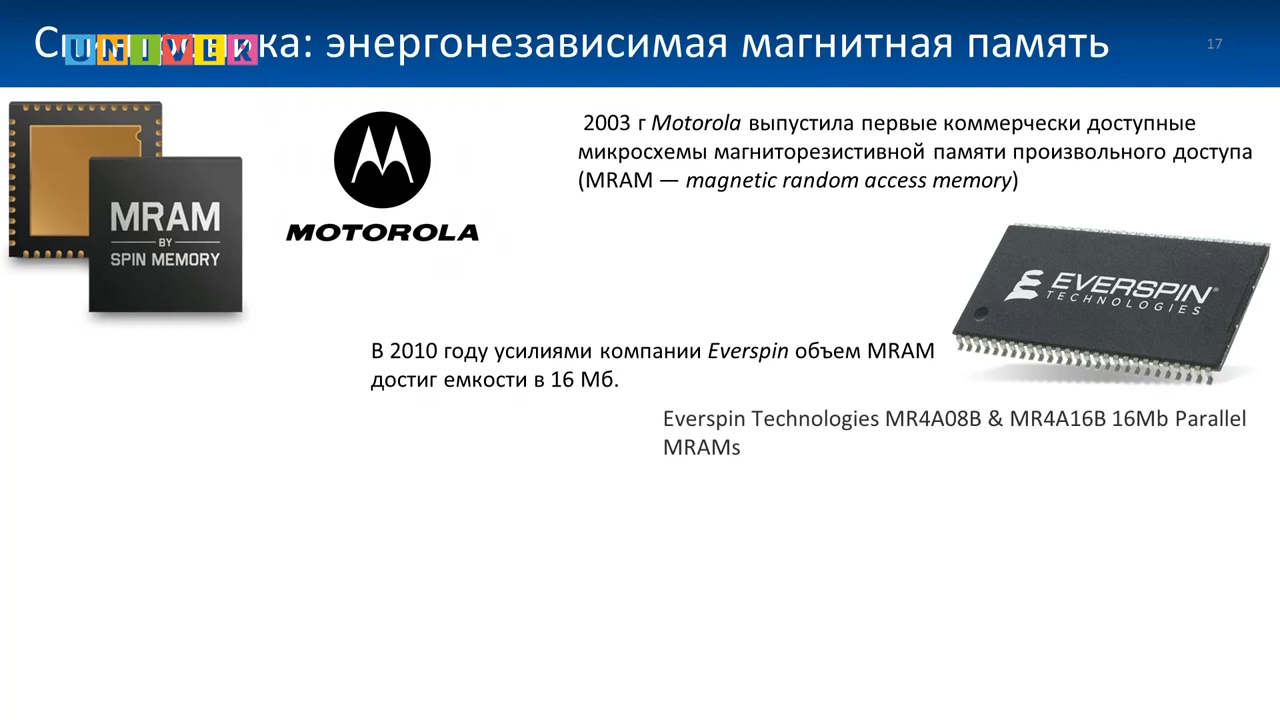 ка: энергонезависимая магнитная память
UNIVER
17
MRAM
BY
SPIN MEMORY
MOTOROLA
2003 г Motorola выпустила первые коммерчески доступные
микросхемы магниторезистивной памяти произвольного доступа
(MRAM — magnetic random access memory)
EVERSPIN
TECHNOLOGIES
В 2010 году усилиями компании Everspin объем MRAM
достиг емкости в 16 Мб.
Everspin Technologies MR4A08B & MR4A16B 16Mb Parallel
MRAMs